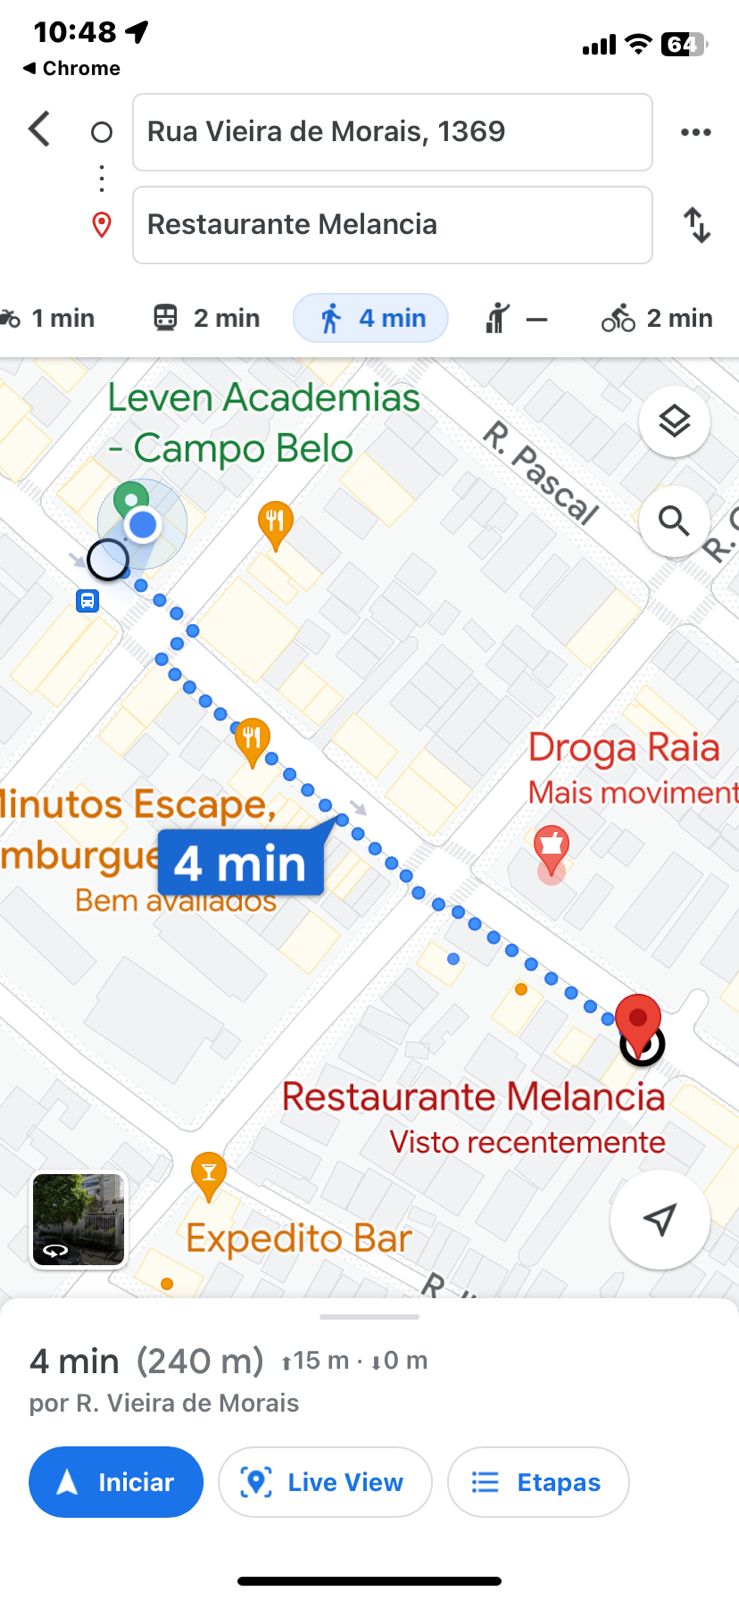 10:48
64
Chrome
Rua Vieira de Morais, 1369
Restaurante Melancia
1 min
2 min
4 min
—
2 min
Leven Academias
- Campo Belo
R. Pascal
R.
Droga Raia
Mais moviment
Minutos Escape,
4 min
Bem avaliados
Restaurante Melancia
Visto recentemente
Expedito Bar
R.
4 min (240 m) 15 m · 0 m
por R. Vieira de Morais
Iniciar
Live View
Etapas